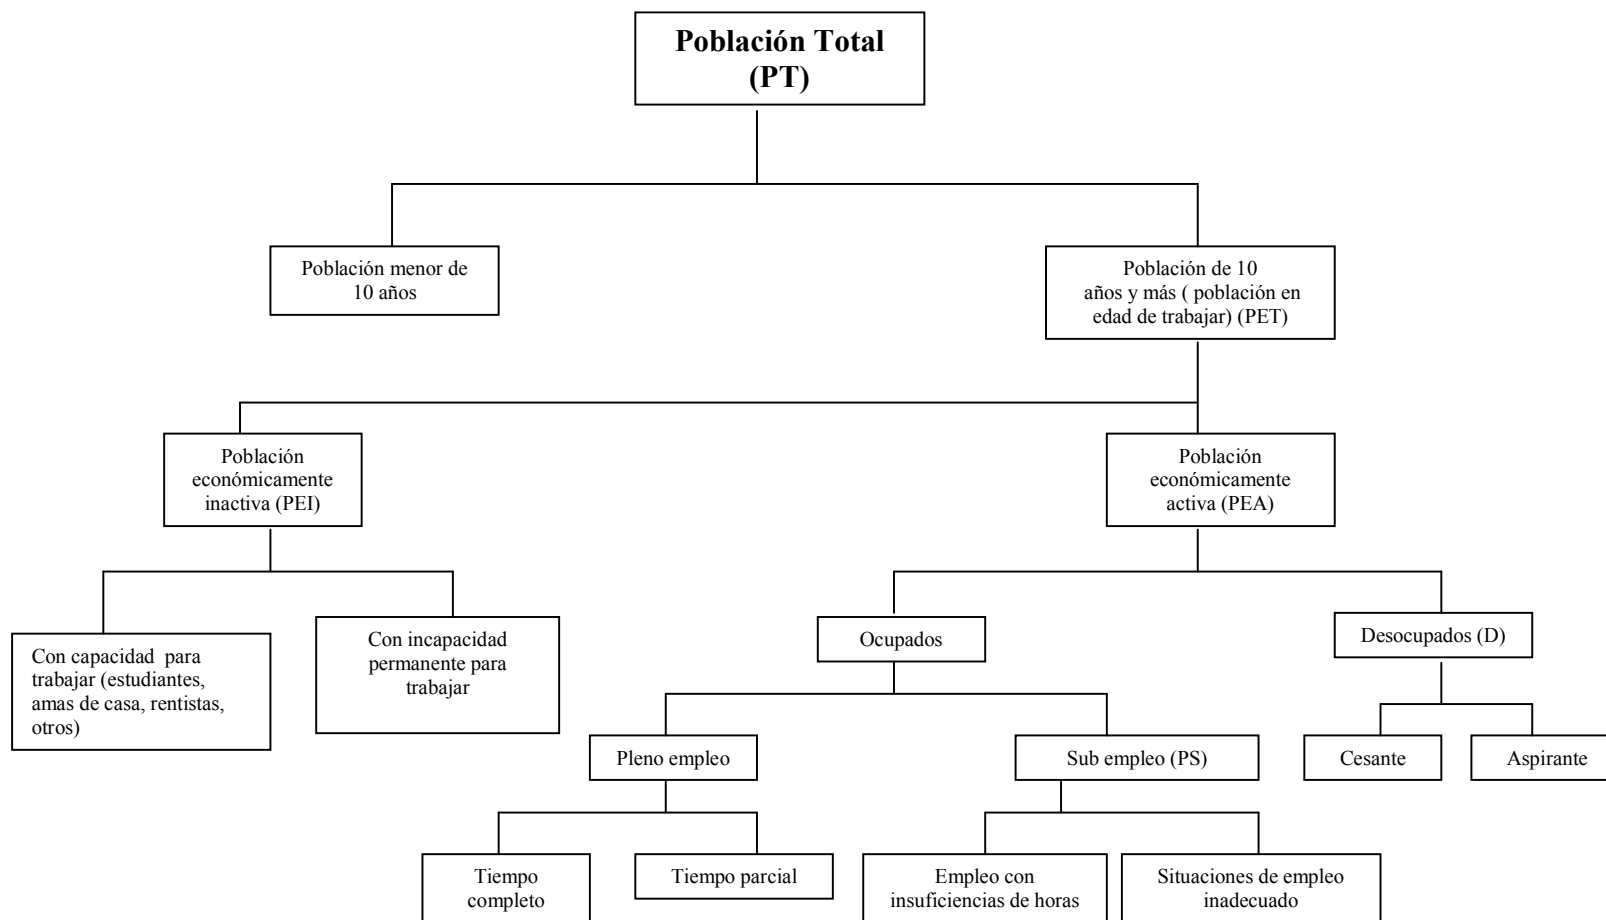 Población Total
(PT)
Población menor de
10 años
Población de 10
años y más ( población en
edad de trabajar) (PET)
Población
económicamente
inactiva (PEI)
Población
económicamente
activa (PEA)
Con capacidad para
trabajar (estudiantes,
amas de casa, rentistas,
otros)
Con incapacidad
permanente para
trabajar
Ocupados
Desocupados (D)
Pleno empleo
Sub empleo (PS)
Cesante
Aspirante
Tiempo
completo
Tiempo parcial
Empleo con
insuficiencias de horas
Situaciones de empleo
inadecuado